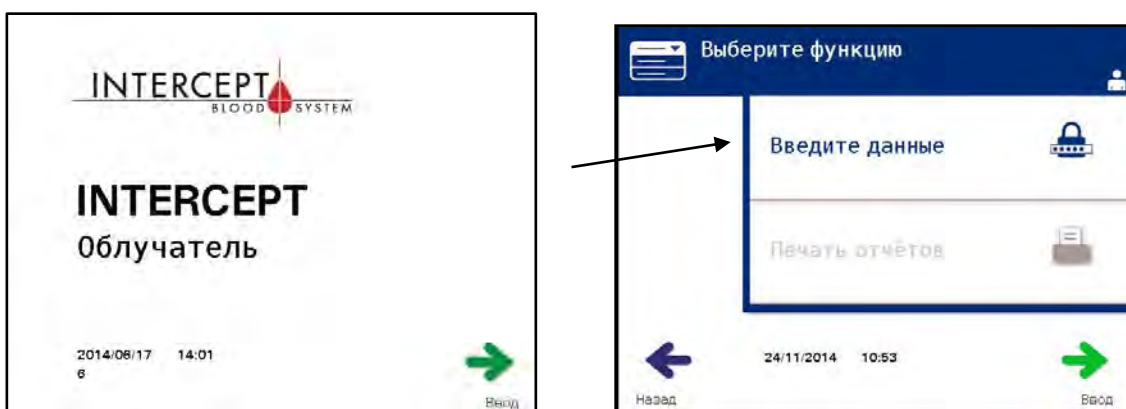 INTERCEPT
BLOOD SYSTEM
INTERCEPT
Облучатель
2014/06/17 14:01
6
Ввод
Выберите функцию
Введите данные
Печать отчётов
24/11/2014 10:53
Назад
Ввод